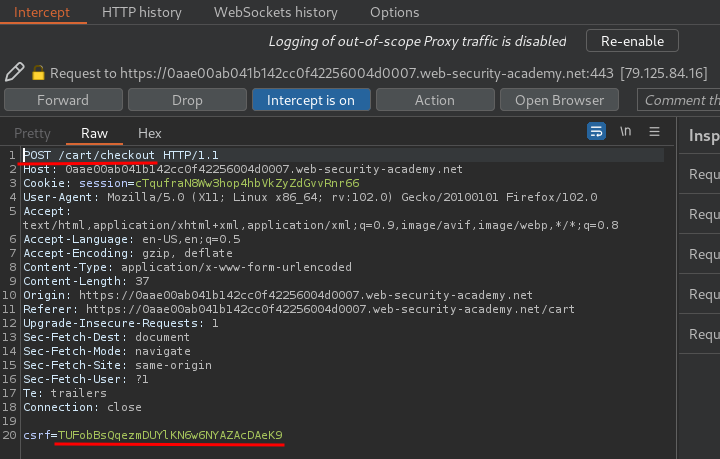 Intercept HTTP history WebSockets history Options
Logging of out-of-scope Proxy traffic is disabled Re-enable
Request to https://0aae00ab041b142cc0f42256004d0007.web-security-academy.net:443 [79.125.84.16]
Forward Drop Intercept is on Action Open Browser Comment th
Pretty Raw Hex \n Insp
1 POST /cart/checkout HTTP/1.1
2 Host: 0aae00ab041b142cc0f42256004d0007.web-security-academy.net
3 Cookie: session=cTqufraN8Ww3hop4hbVkZyZdGvvRnr66
4 User-Agent: Mozilla/5.0 (X11; Linux x86_64; rv:102.0) Gecko/20100101 Firefox/102.0
5 Accept:
text/html,application/xhtml+xml,application/xml;q=0.9,image/avif,image/webp,*/*;q=0.8
6 Accept-Language: en-US,en;q=0.5
7 Accept-Encoding: gzip, deflate
8 Content-Type: application/x-www-form-urlencoded
9 Content-Length: 37
10 Origin: https://0aae00ab041b142cc0f42256004d0007.web-security-academy.net
11 Referer: https://0aae00ab041b142cc0f42256004d0007.web-security-academy.net/cart
12 Upgrade-Insecure-Requests: 1
13 Sec-Fetch-Dest: document
14 Sec-Fetch-Mode: navigate
15 Sec-Fetch-Site: same-origin
16 Sec-Fetch-User: ?1
17 Te: trailers
18 Connection: close
19
20 csrf=TUFobBsQqezmDUYlKN6w6NYAZAcDAeK9
Requ
Requ
Requ
Requ
Requ